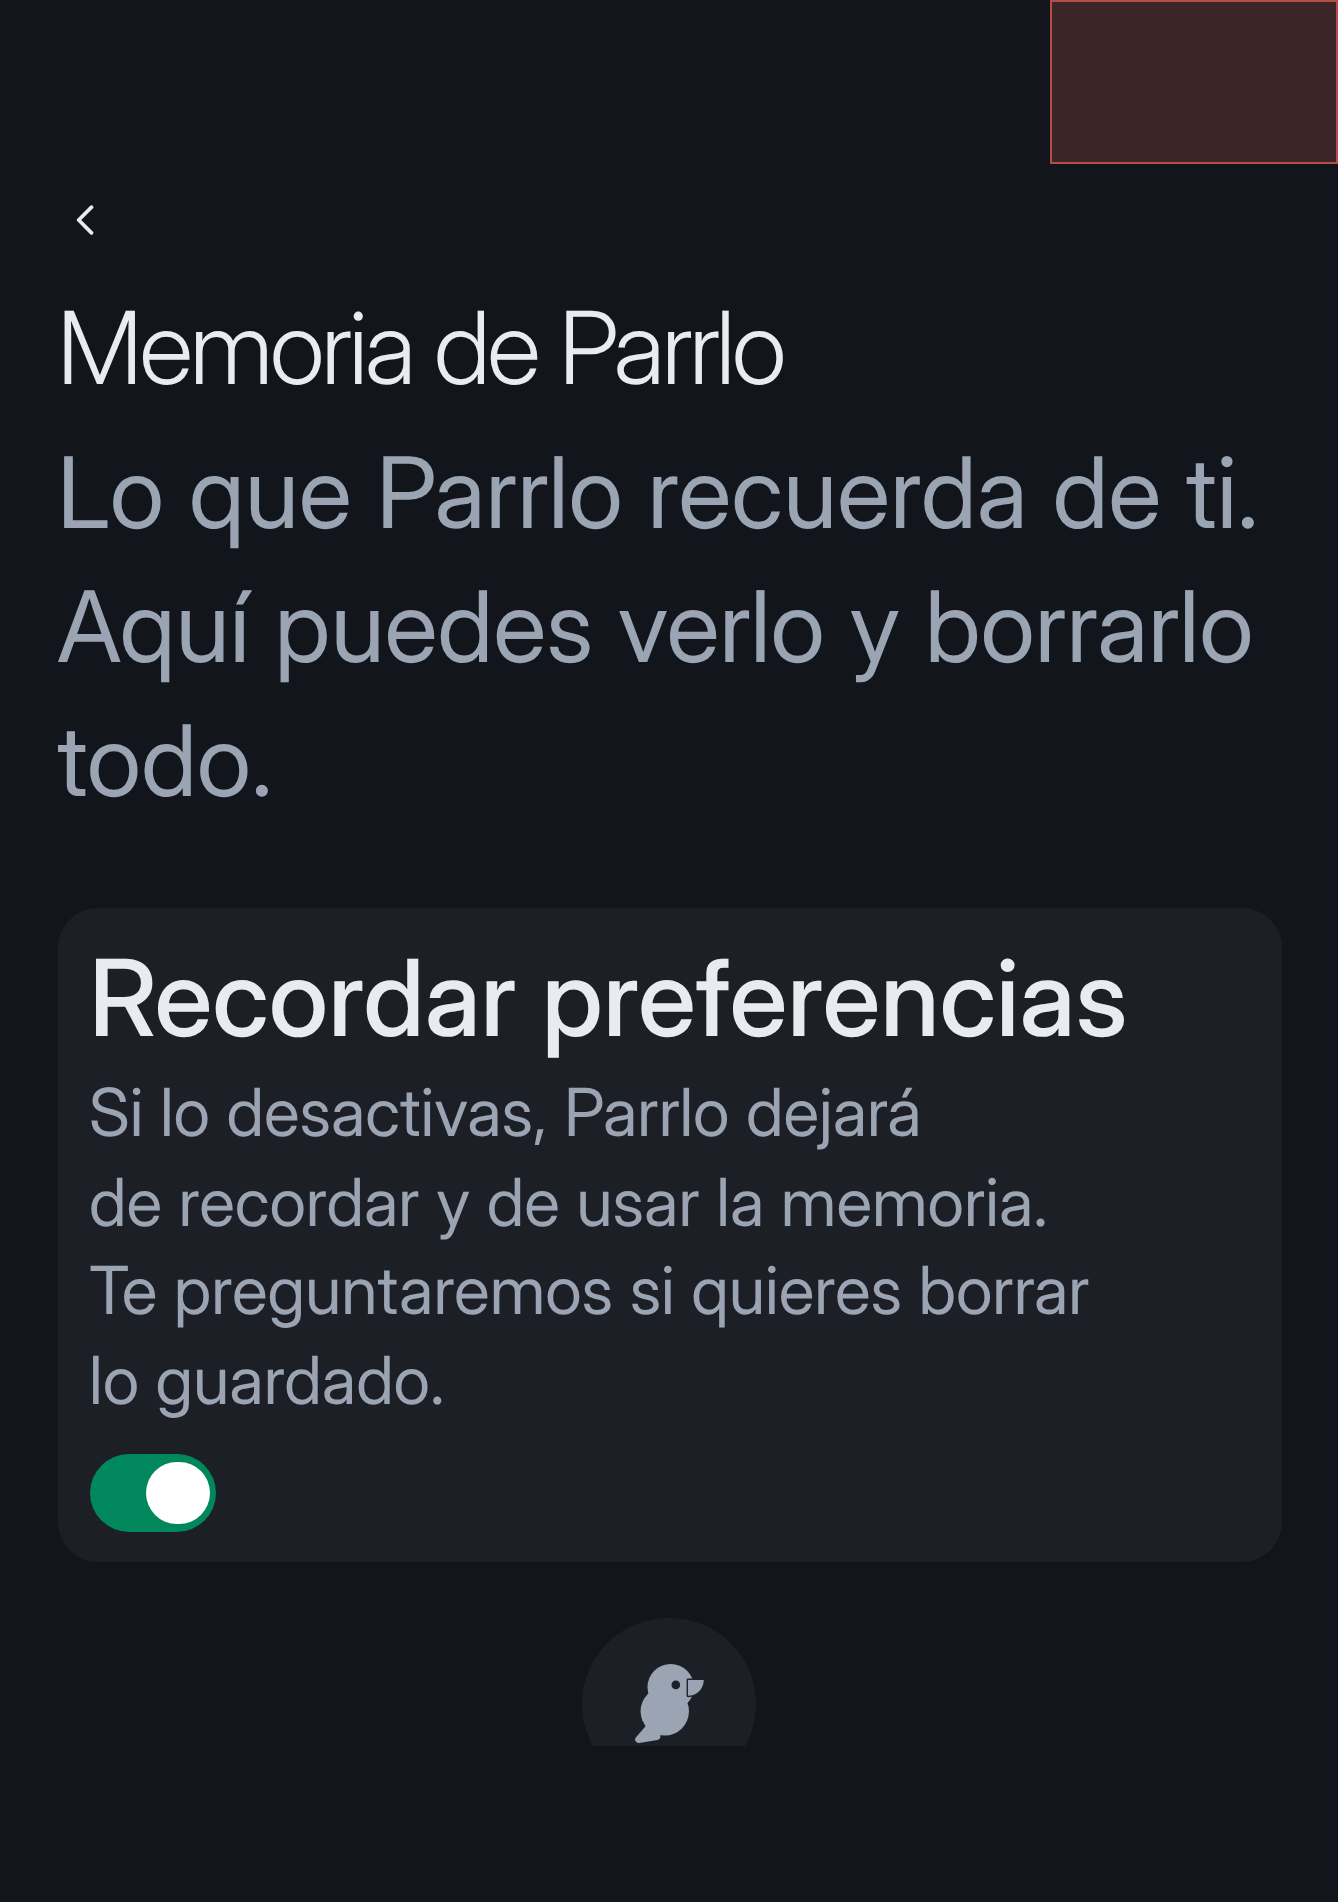 Memoria de Parrlo
Lo que Parrlo recuerda de ti.
Aquí puedes verlo y borrarlo
todo.
Recordar preferencias
Si lo desactivas, Parrlo dejará
de recordar y de usar la memoria.
Te preguntaremos si quieres borrar
lo guardado.